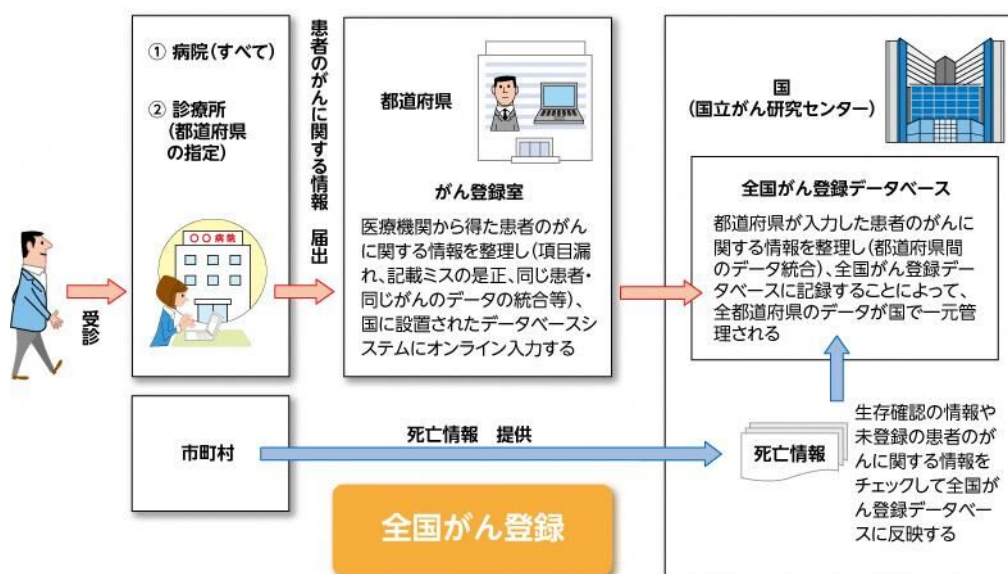 ① 病院(すべて)
② 診療所
(都道府県
の指定)
〇〇病院
受診
患者のがんに関する情報 届出
都道府県
がん登録室
医療機関から得た患者のがん
に関する情報を整理し(項目漏
れ、記載ミスの是正、同じ患者・
同じがんのデータの統合等)、
国に設置されたデータベースシ
ステムにオンライン入力する
国
(国立がん研究センター)
全国がん登録データベース
都道府県が入力した患者のがんに
関する情報を整理し(都道府県間
のデータ統合)、全国がん登録デー
タベースに記録することによって、
全都道府県のデータが国で一元管
理される
市町村
死亡情報 提供
死亡情報
生存確認の情報や
未登録の患者のが
んに関する情報を
チェックして全国が
ん登録データベー
スに反映する
全国がん登録